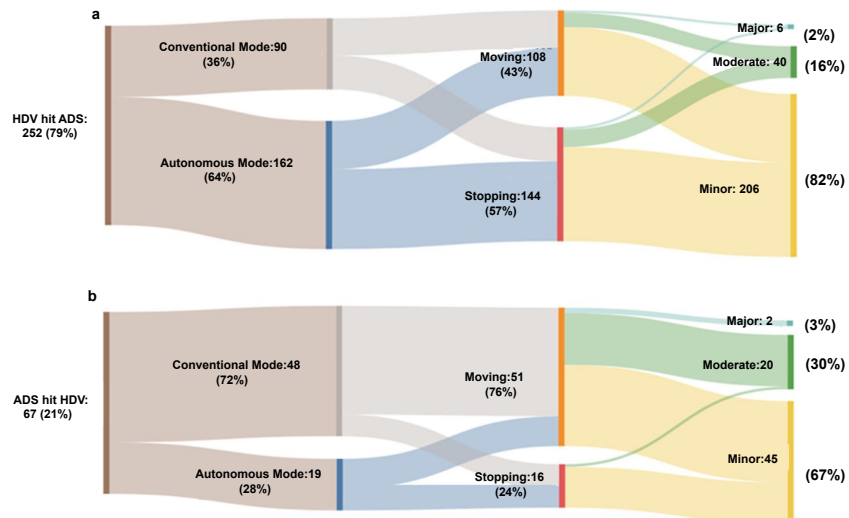 a
Conventional Mode:90
(36%)
HDV hit ADS:
252 (79%)
Autonomous Mode:162
(64%)
Moving:108
(43%)
Stopping:144
(57%)
Major: 6
(2%)
Moderate: 40
(16%)
Minor: 206
(82%)
b
Conventional Mode:48
(72%)
ADS hit HDV:
67 (21%)
Autonomous Mode:19
(28%)
Moving:51
(76%)
Stopping:16
(24%)
Major: 2
(3%)
Moderate:20
(30%)
Minor:45
(67%)